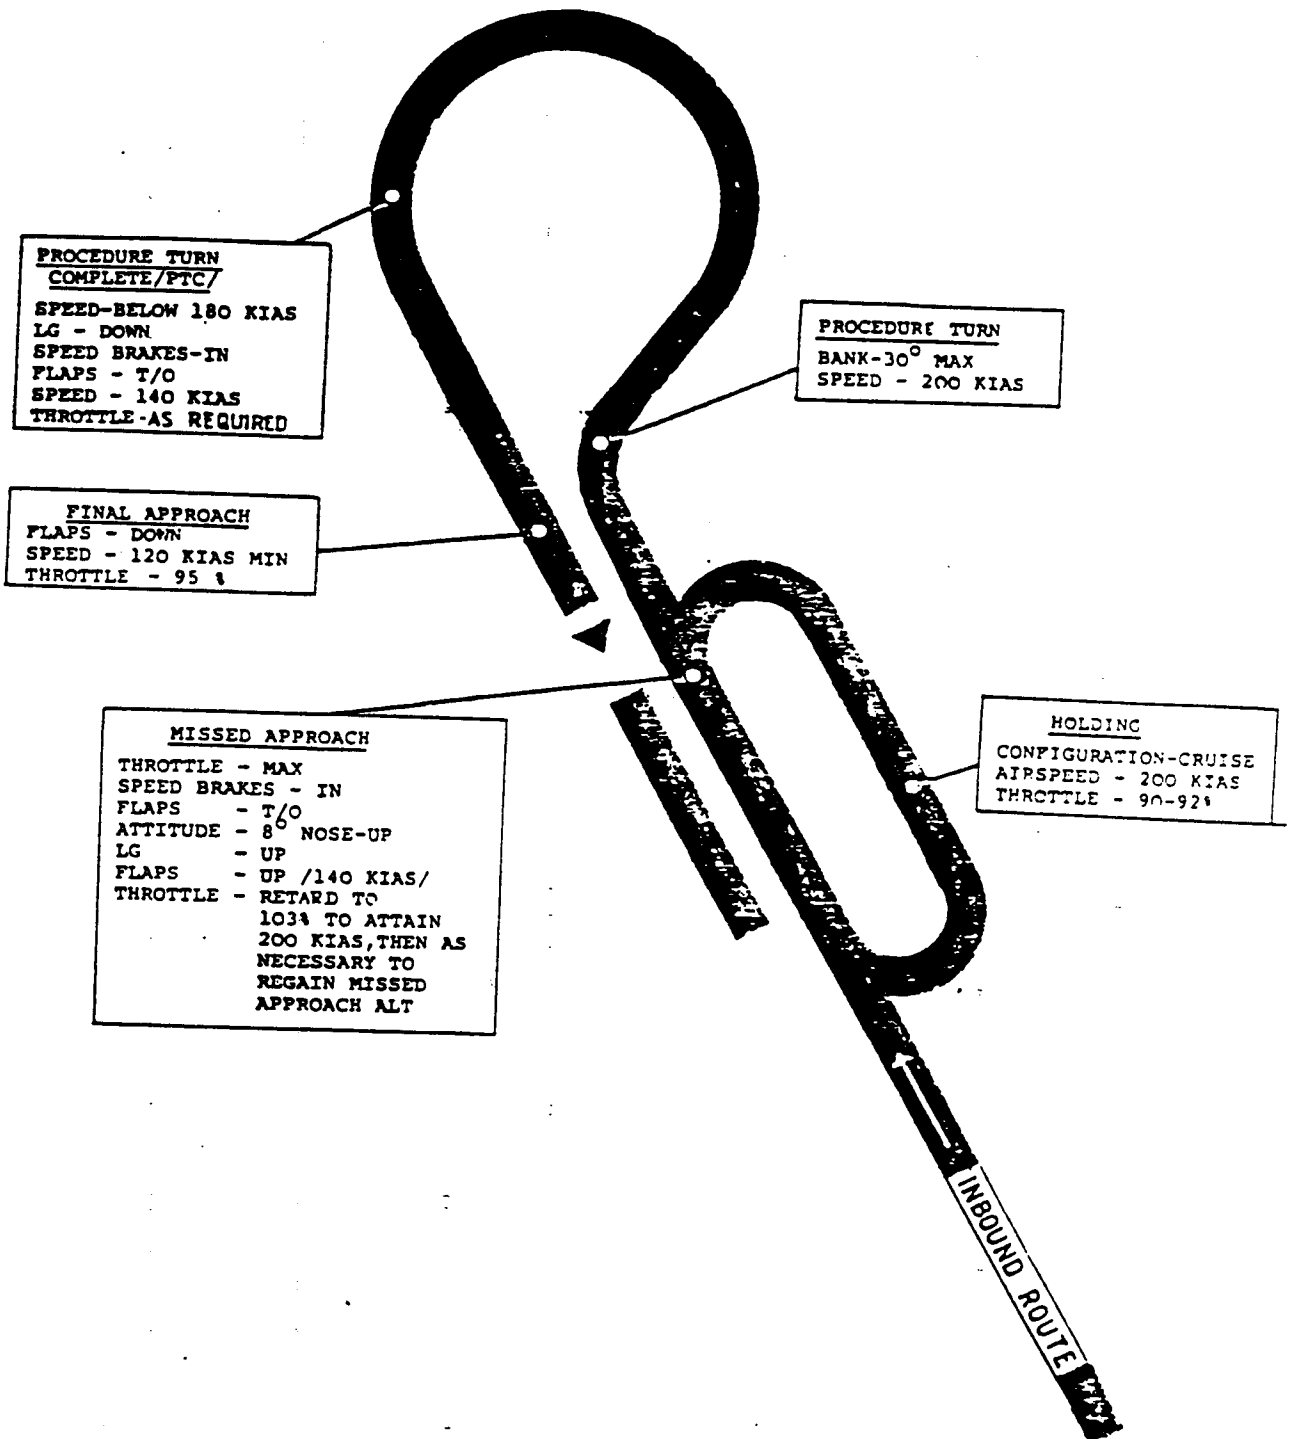 PROCEDURE TURN
COMPLETE/PTC/
SPEED-BELOW 180 KIAS
LG - DOWN
SPEED BRAKES-IN
FLAPS - T/O
SPEED - 140 KIAS
THROTTLE-AS REQUIRED
PROCEDURE TURN
BANK-30° MAX
SPEED - 200 KIAS
FINAL APPROACH
FLAPS - DOWN
SPEED - 120 KIAS MIN
THROTTLE - 95 %
MISSED APPROACH
THROTTLE - MAX
SPEED BRAKES - IN
FLAPS - T/O
ATTITUDE - 8° NOSE-UP
LG - UP
FLAPS - UP /140 KIAS/
THROTTLE - RETARD TO
103% TO ATTAIN
200 KIAS, THEN AS
NECESSARY TO
REGAIN MISSED
APPROACH ALT
HOLDING
CONFIGURATION-CRUISE
AIRSPEED - 200 KIAS
THROTTLE - 90-92%
INBOUND ROUTE